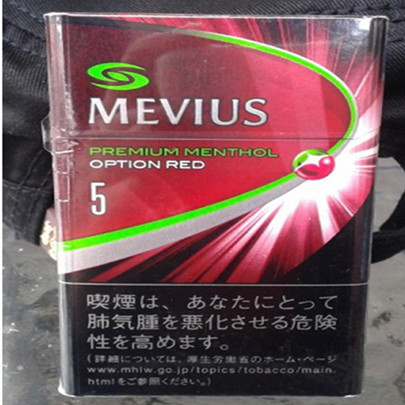 MEVIUS
PREMIUM MENTHOL
OPTION RED
5
喫煙は、あなたにとって
肺気腫を悪化させる危険
性を高めます。
(詳細については、厚生労働省のホーム・ページ
www.mhlw.go.jp/topics/tobacco/main.
htmlをご参照ください。)